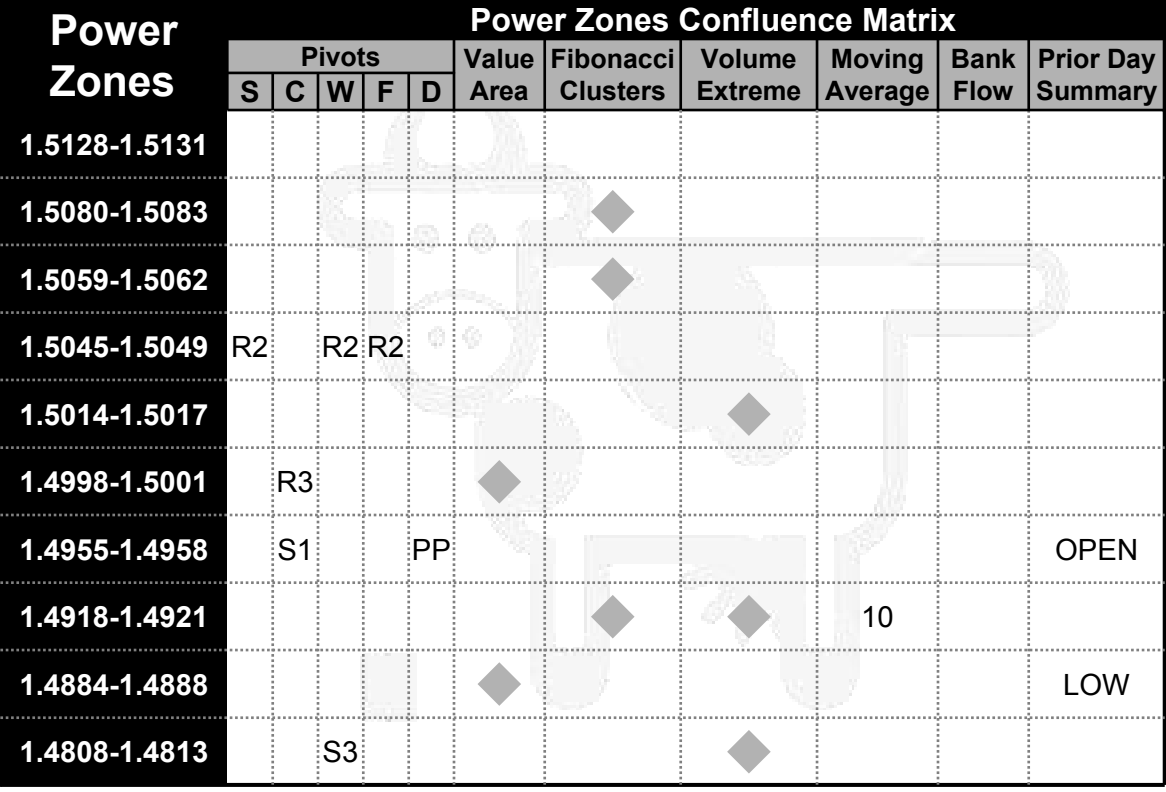 Power Zones
Power Zones Confluence Matrix
Pivots Value Area Fibonacci Clusters Volume Extreme Moving Average Bank Flow Prior Day Summary
S C W F D
1.5128-1.5131
1.5080-1.5083
1.5059-1.5062
1.5045-1.5049 R2 R2 R2
1.5014-1.5017
1.4998-1.5001 R3
1.4955-1.4958 S1 PP OPEN
1.4918-1.4921 10
1.4884-1.4888 LOW
1.4808-1.4813 S3